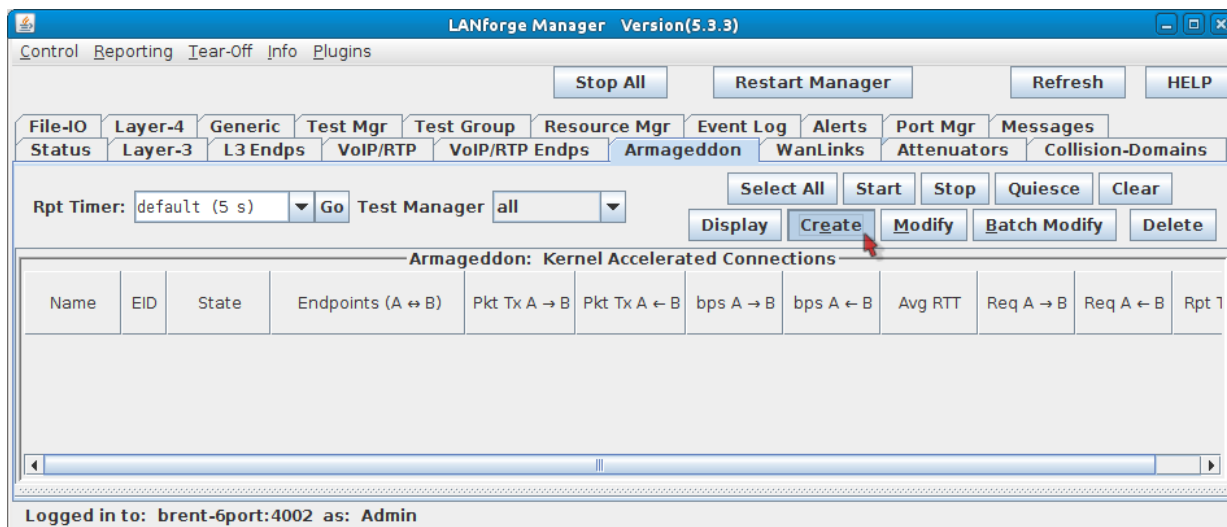 LANforge Manager Version(5.3.3)
Control Reporting Tear-Off Info Plugins
Stop All Restart Manager Refresh HELP
File-IO Layer-4 Generic Test Mgr Test Group Resource Mgr Event Log Alerts Port Mgr Messages
Status Layer-3 L3 Endps VoIP/RTP VoIP/RTP Endps Armageddon WanLinks Attenuators Collision-Domains
Select All Start Stop Quiesce Clear
Rpt Timer: default (5 s) Go Test Manager all
Display Create Modify Batch Modify Delete
Armageddon: Kernel Accelerated Connections
Name EID State Endpoints (A ↔ B) Pkt Tx A → B Pkt Tx A ← B bps A → B bps A ← B Avg RTT Req A → B Req A ← B Rpt
Logged in to: brent-6port:4002 as: Admin